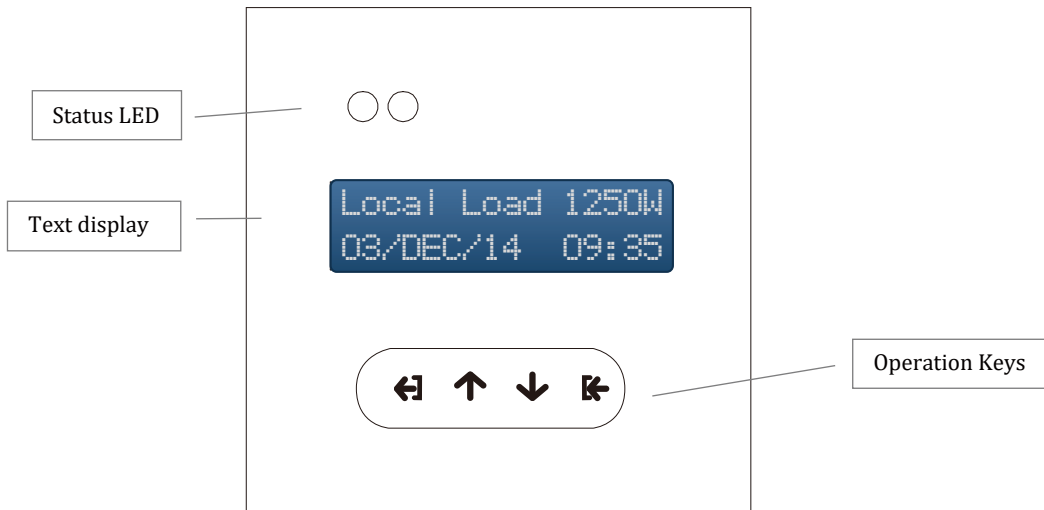 Status LED
Local Load 1250W
Text display
03/DEC/14 09:35
Operation Keys